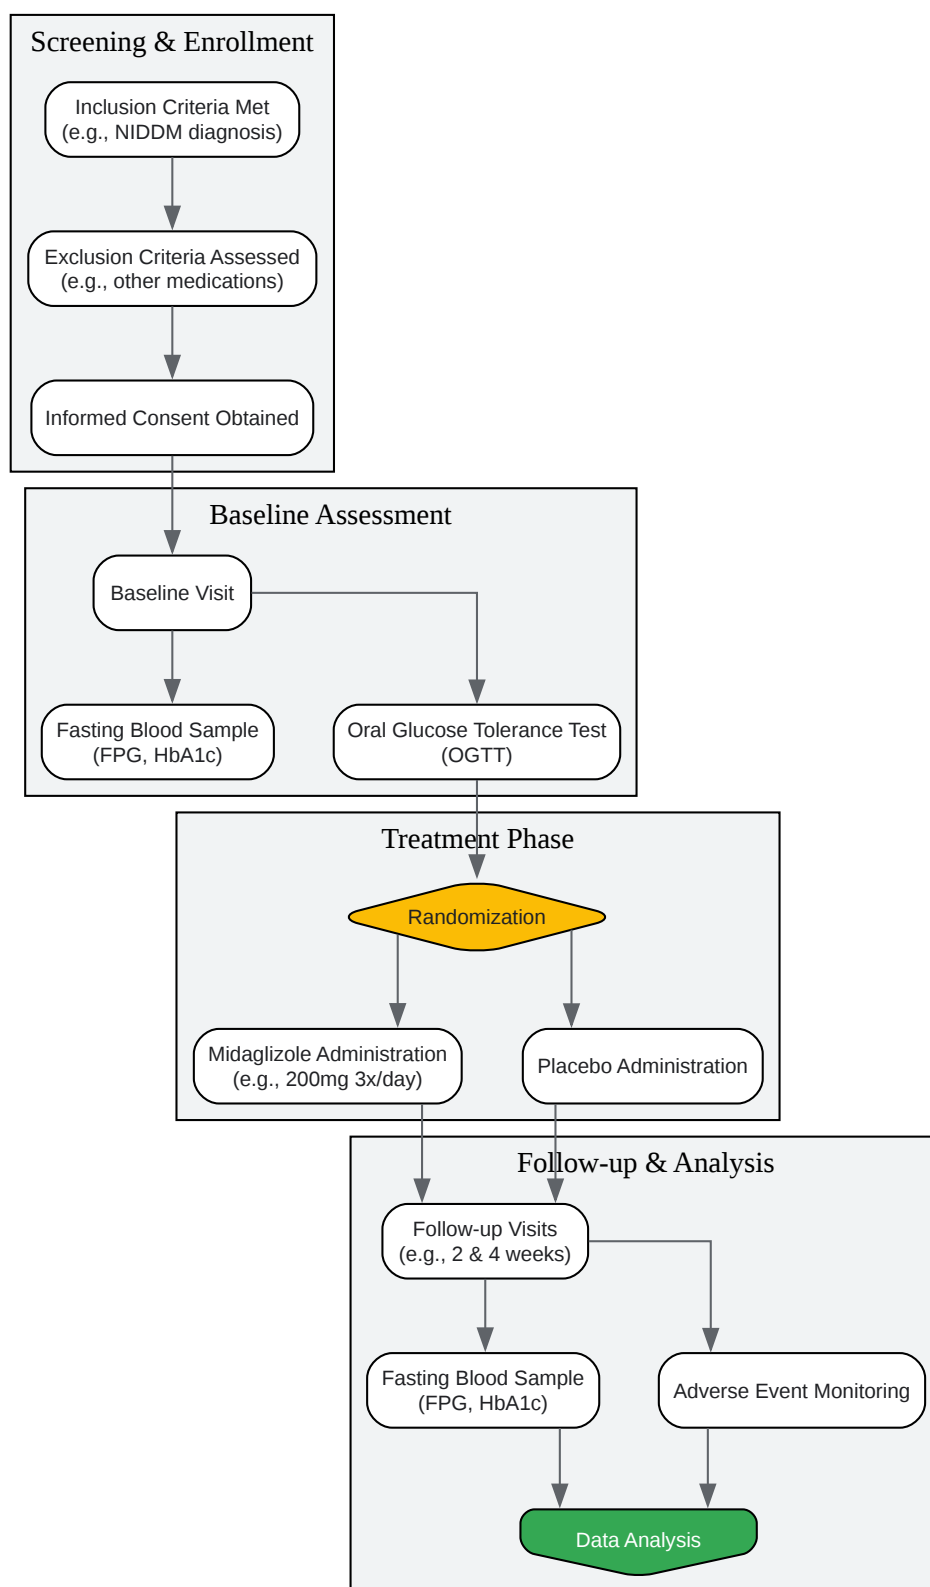 Screening & Enrollment
Inclusion Criteria Met
(e.g., NIDDM diagnosis)
Exclusion Criteria Assessed
(e.g., other medications)
Informed Consent Obtained
Baseline Assessment
Baseline Visit
Fasting Blood Sample
(FPG, HbA1c)
Oral Glucose Tolerance Test
(OGTT)
Treatment Phase
Randomization
Midaglizole Administration
(e.g., 200mg 3x/day)
Placebo Administration
Follow-up & Analysis
Follow-up Visits
(e.g., 2 & 4 weeks)
Fasting Blood Sample
(FPG, HbA1c)
Adverse Event Monitoring
Data Analysis